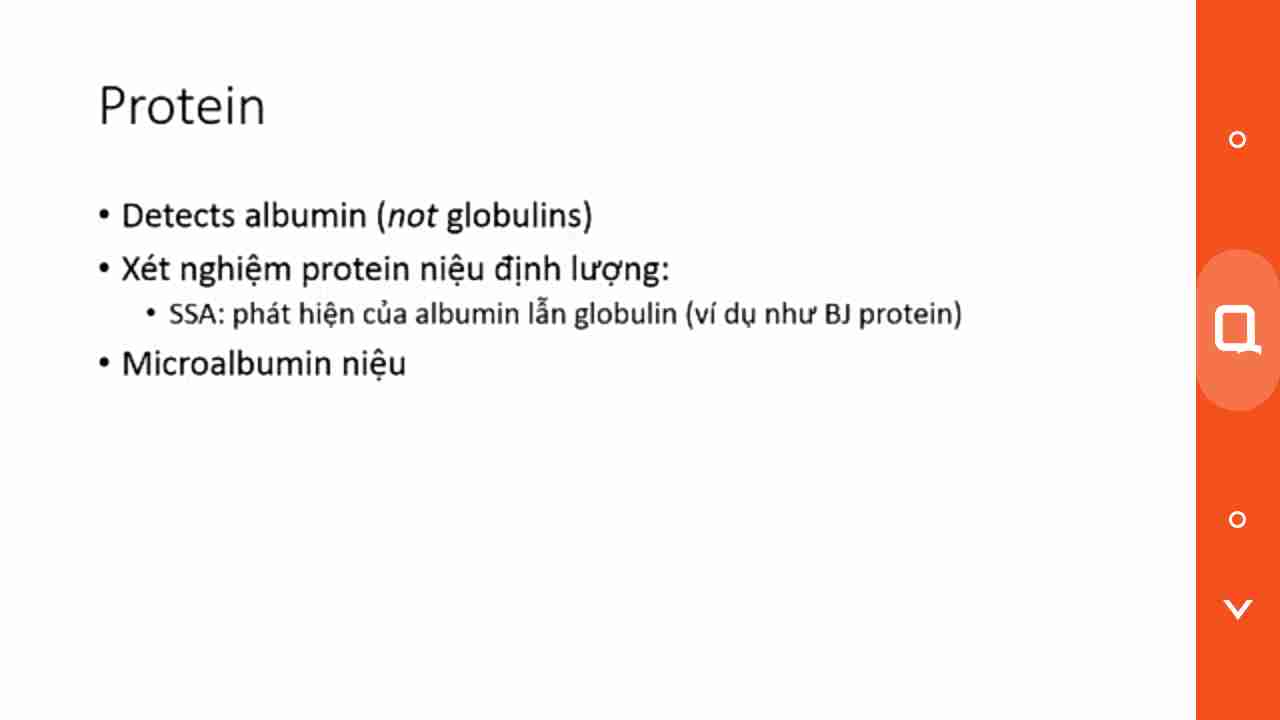 Protein
• Detects albumin (not globulins)
• Xét nghiệm protein niệu định lượng:
• SSA: phát hiện của albumin lẫn globulin (ví dụ như BJ protein)
• Microalbumin niệu